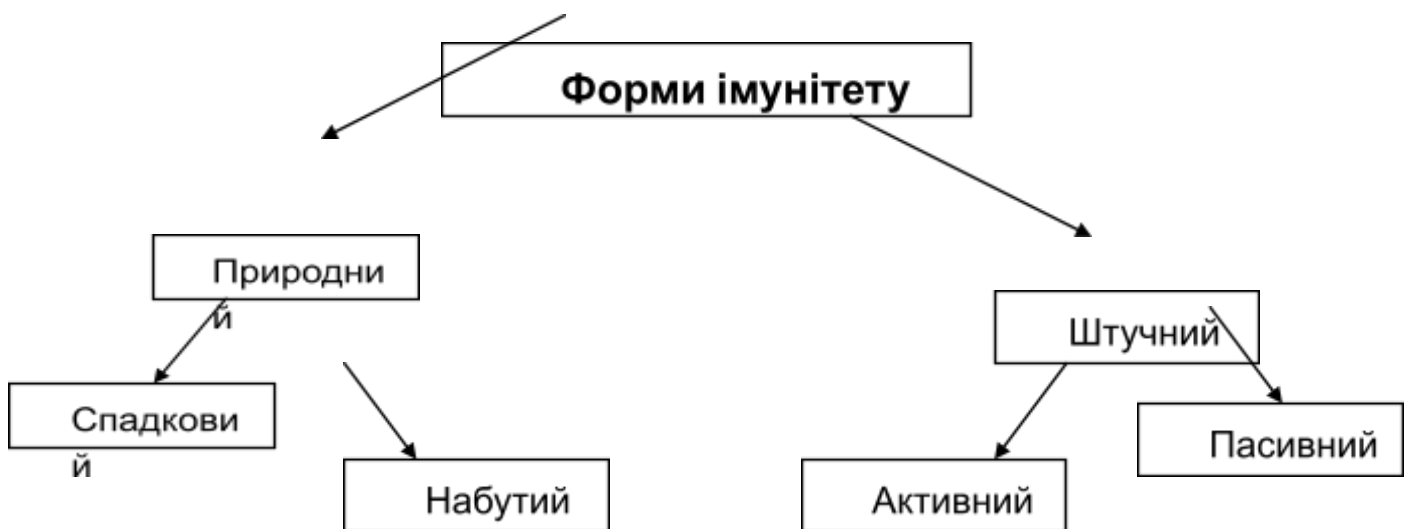 Форми імунітету
Природни
й
Штучний
Спадкови
й
Пасивний
Набутий
Активний